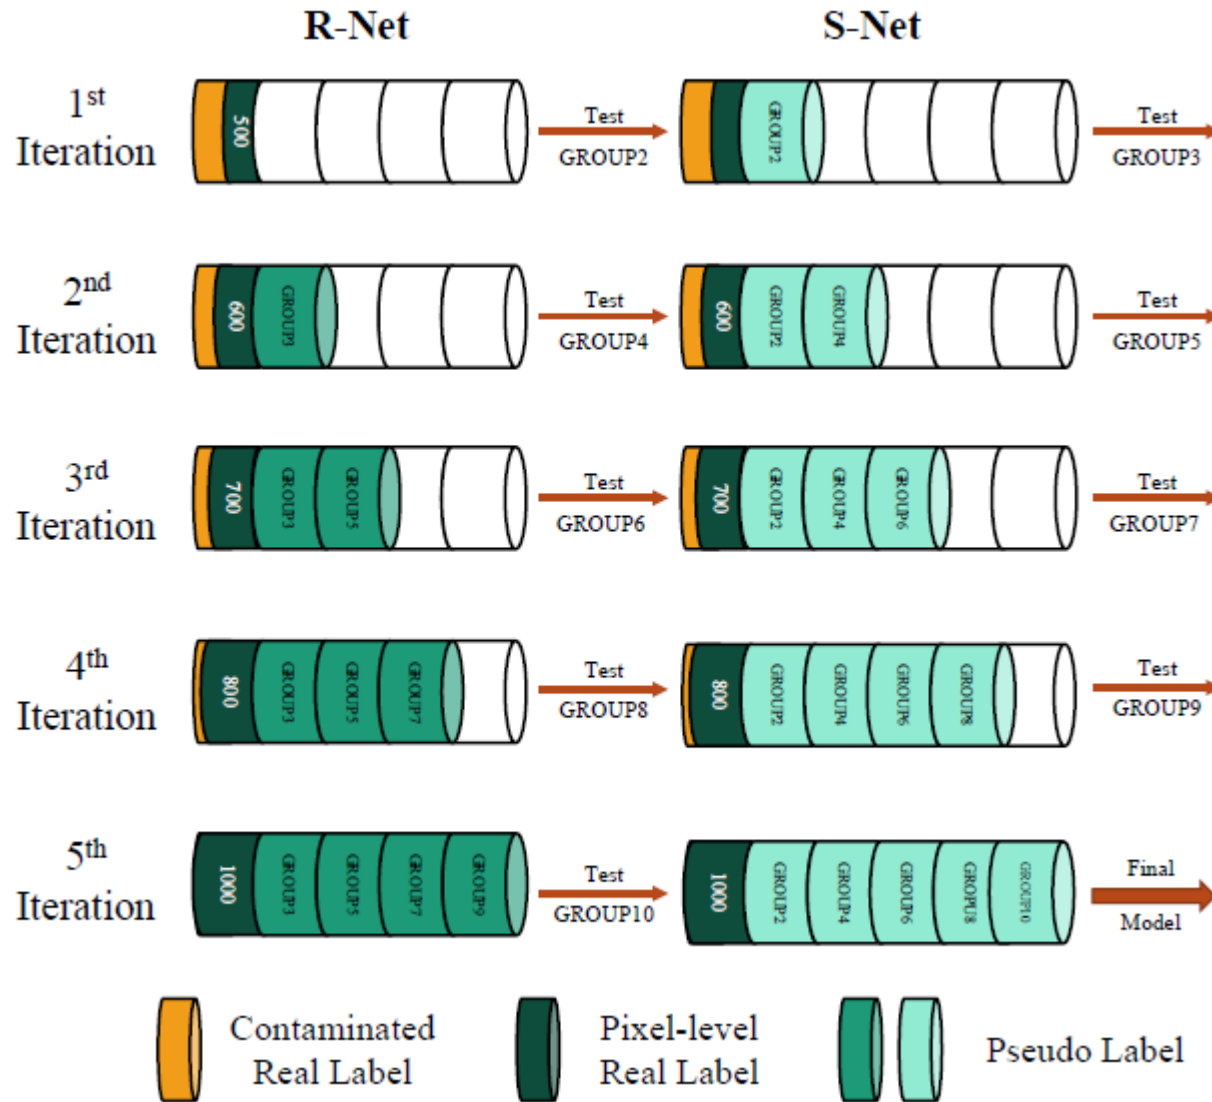 R-Net
S-Net
1st
Iteration
500
Test
GROUP2
GROUP2
Test
GROUP3
2nd
Iteration
600
GROUP3
Test
GROUP4
600
GROUP2
GROUP4
Test
GROUP5
3rd
Iteration
700
GROUP3
GROUP5
Test
GROUP6
700
GROUP2
GROUP4
GROUP6
Test
GROUP7
4th
Iteration
800
GROUP3
GROUP5
GROUP7
Test
GROUP8
800
GROUP2
GROUP4
GROUP6
GROUP8
Test
GROUP9
5th
Iteration
1000
GROUP3
GROUP5
GROUP7
GROUP9
Test
GROUP10
1000
GROUP2
GROUP4
GROUP6
GROPU8
GROUP10
Final
Model
Contaminated
Real Label
Pixel-level
Real Label
Pseudo Label